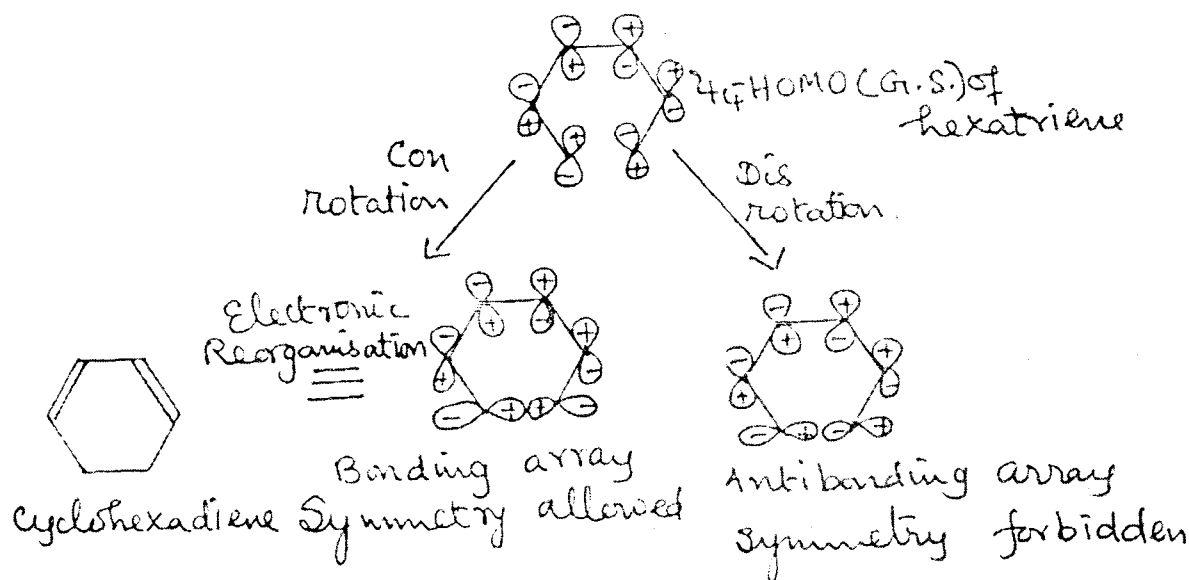 Ψ4 HOMO (G.S.) of
hexatriene
Con
rotation
Dis
rotation.
Electronic
Reorganisation
Bonding array
Symmetry allowed
Cyclohexadiene
Antibonding array
Symmetry forbidden
- + - + - + - + - + + -
- + - + - + - + - + + -
- + - + - + - + - + - +